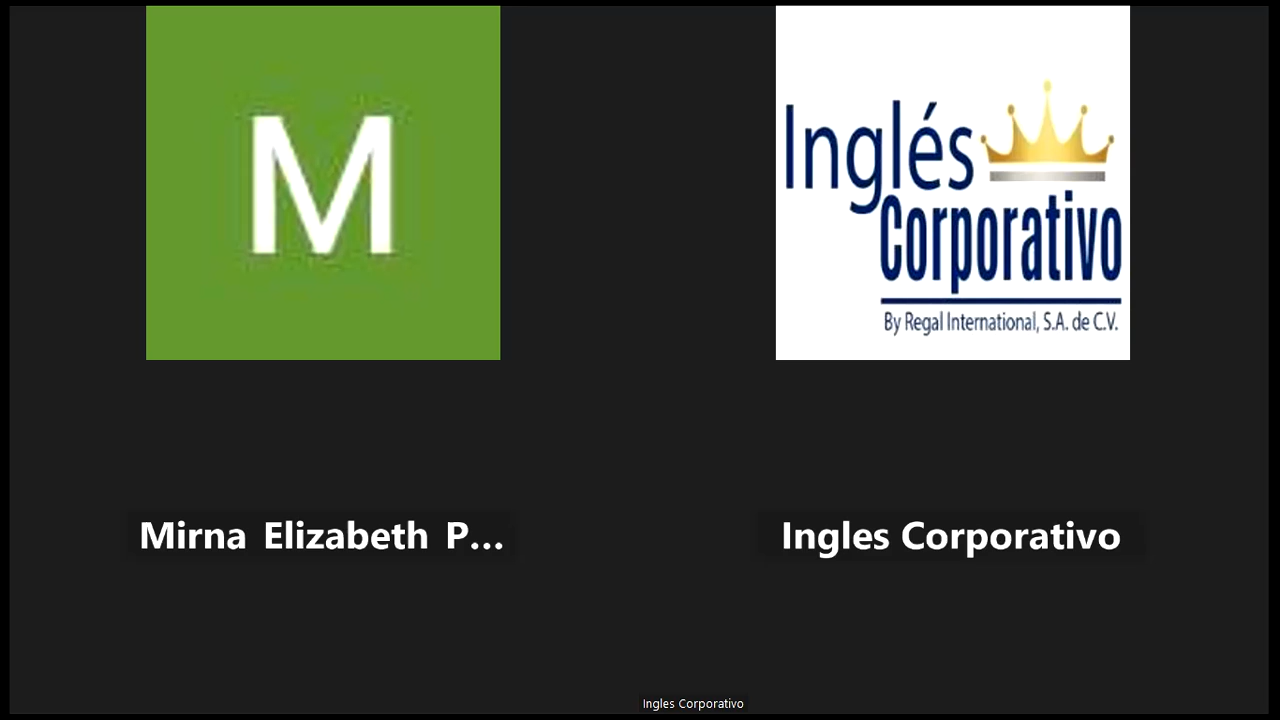 M
Inglés
Corporativo
By Regal International, S.A. de C.V.
Mirna Elizabeth P...
Ingles Corporativo
Ingles Corporativo